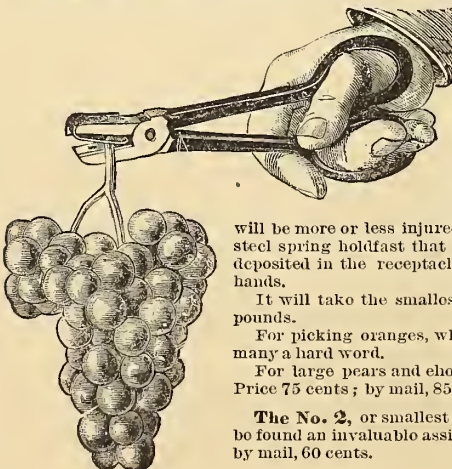 will be more or less injure
steel spring holdfast that
deposited in the receptacl
hands.
It will take the smalles
pounds.
For picking oranges, wh
many a hard word.
For large pears and cho
Price 75 cents; by mail, 85
The No. 2, or smallest
be found an invaluable assi
by mail, 60 cents.